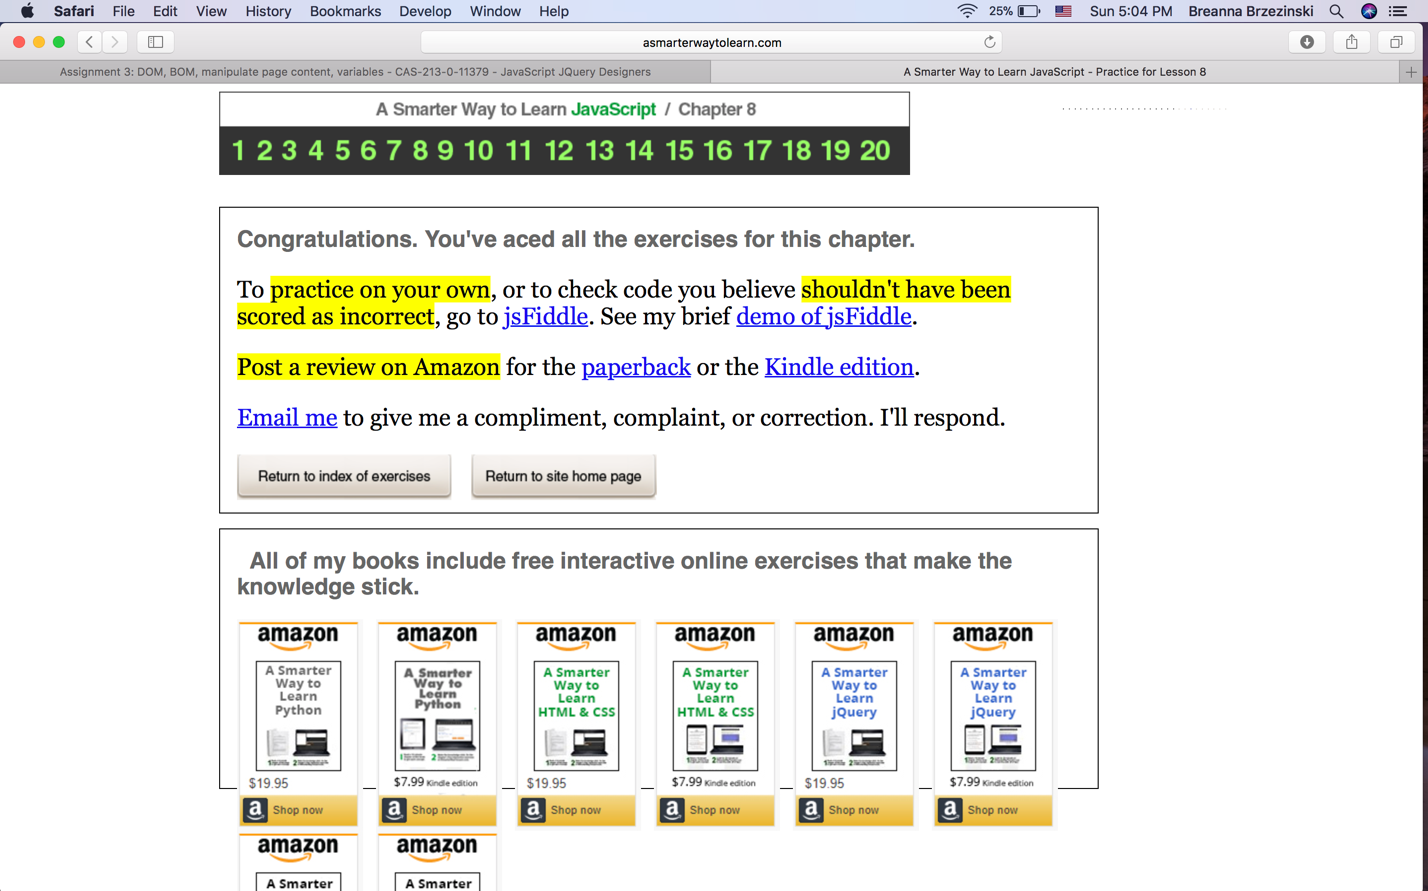 Safari File Edit View History Bookmarks Develop Window Help 25% Sun 5:04 PM Breanna Brzezinski
asmarterwaytolearn.com
Assignment 3: DOM, BOM, manipulate page content, variables - CAS-213-0-11379 - JavaScript JQuery Designers
A Smarter Way to Learn JavaScript - Practice for Lesson 8
A Smarter Way to Learn JavaScript / Chapter 8
1 2 3 4 5 6 7 8 9 10 11 12 13 14 15 16 17 18 19 20
Congratulations. You've aced all the exercises for this chapter.
To practice on your own, or to check code you believe shouldn't have been
scored as incorrect, go to jsFiddle. See my brief demo of jsFiddle.
Post a review on Amazon for the paperback or the Kindle edition.
Email me to give me a compliment, complaint, or correction. I'll respond.
Return to index of exercises Return to site home page
All of my books include free interactive online exercises that make the
knowledge stick.
amazon
A Smarter
Way to
Learn
Python
$19.95
a Shop now
amazon
A Smarter
Way to
Learn
Python
$7.99 Kindle edition
a Shop now
amazon
A Smarter
Way to
Learn
HTML & CSS
$19.95
a Shop now
amazon
A Smarter
Way to
Learn
HTML & CSS
$7.99 Kindle edition
a Shop now
amazon
A Smarter
Way to
Learn
jQuery
$19.95
a Shop now
amazon
A Smarter
Way to
Learn
jQuery
$7.99 Kindle edition
a Shop now
amazon
A Smarter
amazon
A Smarter